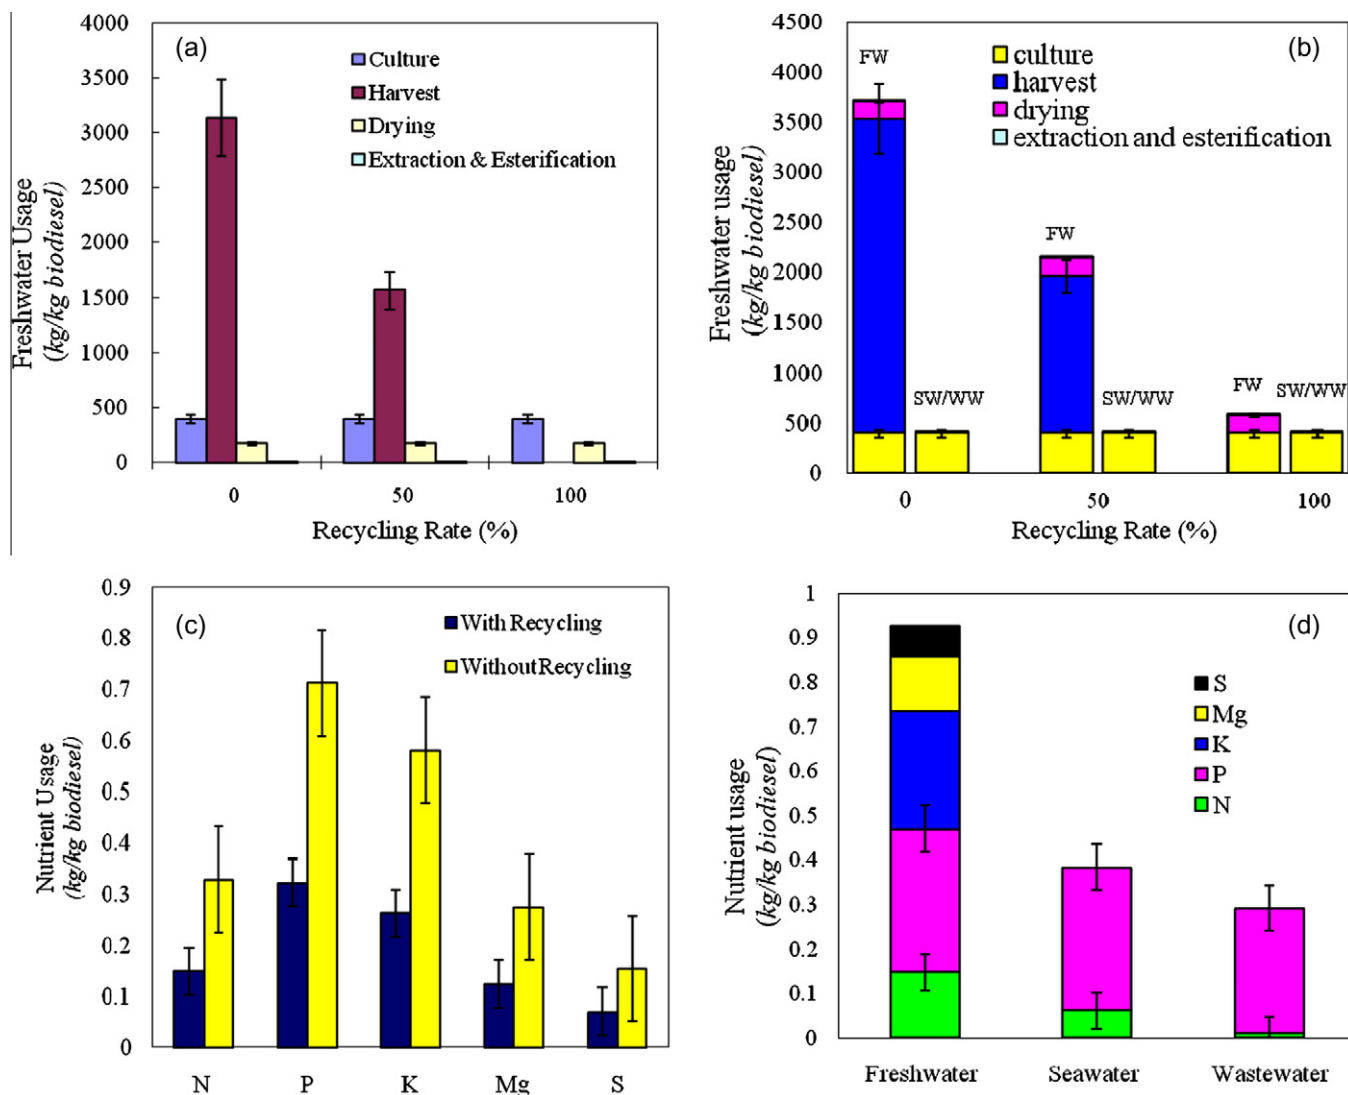 (a)
4000
3500
3000
2500
2000
1500
1000
500
0
Freshwater Usage
(kg/kg biodiesel)
Culture
Harvest
Drying
Extraction & Esterification
0 50 100
Recycling Rate (%)
(b)
4500
4000
3500
3000
2500
2000
1500
1000
500
0
Freshwater usage
(kg/kg biodiesel)
culture
harvest
drying
extraction and esterification
FW
SW/WW
FW
SW/WW
FW
SW/WW
0 50 100
Recycling Rate (%)
(c)
0.9
0.8
0.7
0.6
0.5
0.4
0.3
0.2
0.1
0
Nutrient Usage
(kg/kg biodiesel)
With Recycling
Without Recycling
N P K Mg S
(d)
1
0.9
0.8
0.7
0.6
0.5
0.4
0.3
0.2
0.1
0
Nutrient usage
(kg/kg biodiesel)
S
Mg
K
P
N
Freshwater Seawater Wastewater